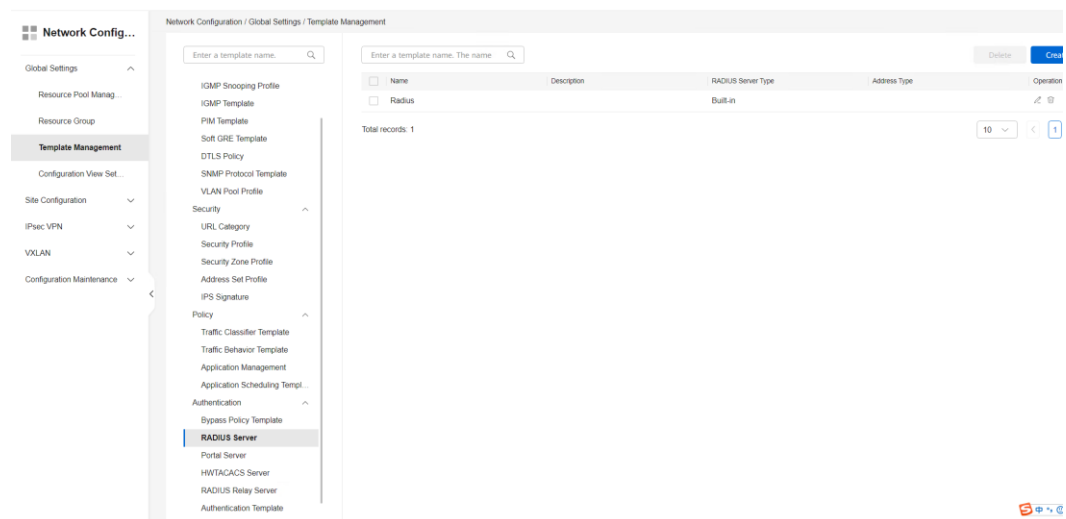 Network Config...
Global Settings
Resource Pool Manag...
Resource Group
Template Management
Configuration View Set...
Site Configuration
IPsec VPN
VXLAN
Configuration Maintenance
Network Configuration / Global Settings / Template Management
Enter a template name.
IGMP Snooping Profile
IGMP Template
PIM Template
Soft GRE Template
DTLS Policy
SNMP Protocol Template
VLAN Pool Profile
Security
URL Category
Security Profile
Security Zone Profile
Address Set Profile
IPS Signature
Policy
Traffic Classifier Template
Traffic Behavior Template
Application Management
Application Scheduling Templ...
Authentication
Bypass Policy Template
RADIUS Server
Portal Server
HWTACACS Server
RADIUS Relay Server
Authentication Template
Enter a template name. The name
Delete Creat
Name Description RADIUS Server Type Address Type Operation
Radius Built-in
Total records: 1 10 1
S 中